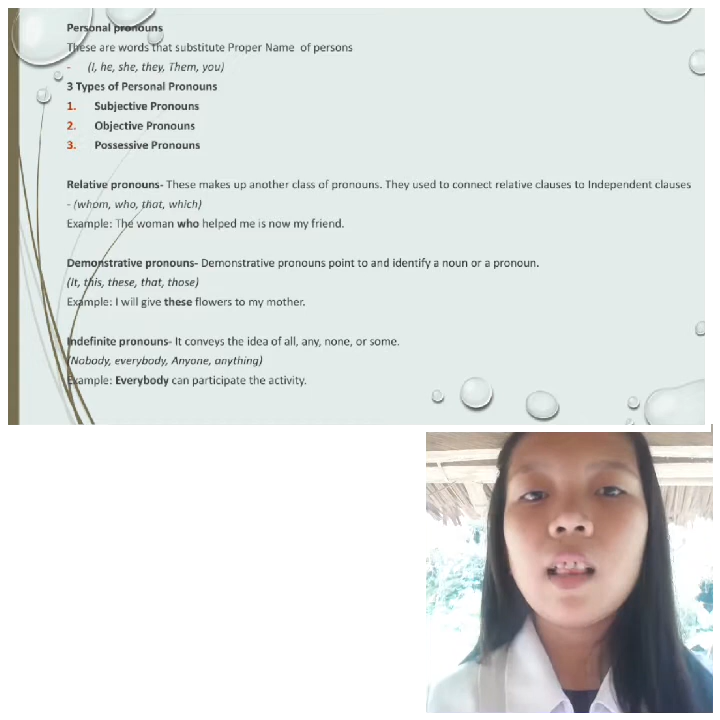 Personal pronouns
These are words that substitute Proper Name of persons
- (I, he, she, they, Them, you)
3 Types of Personal Pronouns
1. Subjective Pronouns
2. Objective Pronouns
3. Possessive Pronouns
Relative pronouns- These makes up another class of pronouns. They used to connect relative clauses to Independent clauses
- (whom, who, that, which)
Example: The woman who helped me is now my friend.
Demonstrative pronouns- Demonstrative pronouns point to and identify a noun or a pronoun.
(It, this, these, that, those)
Example: I will give these flowers to my mother.
Indefinite pronouns- It conveys the idea of all, any, none, or some.
(Nobody, everybody, Anyone, anything)
Example: Everybody can participate the activity.